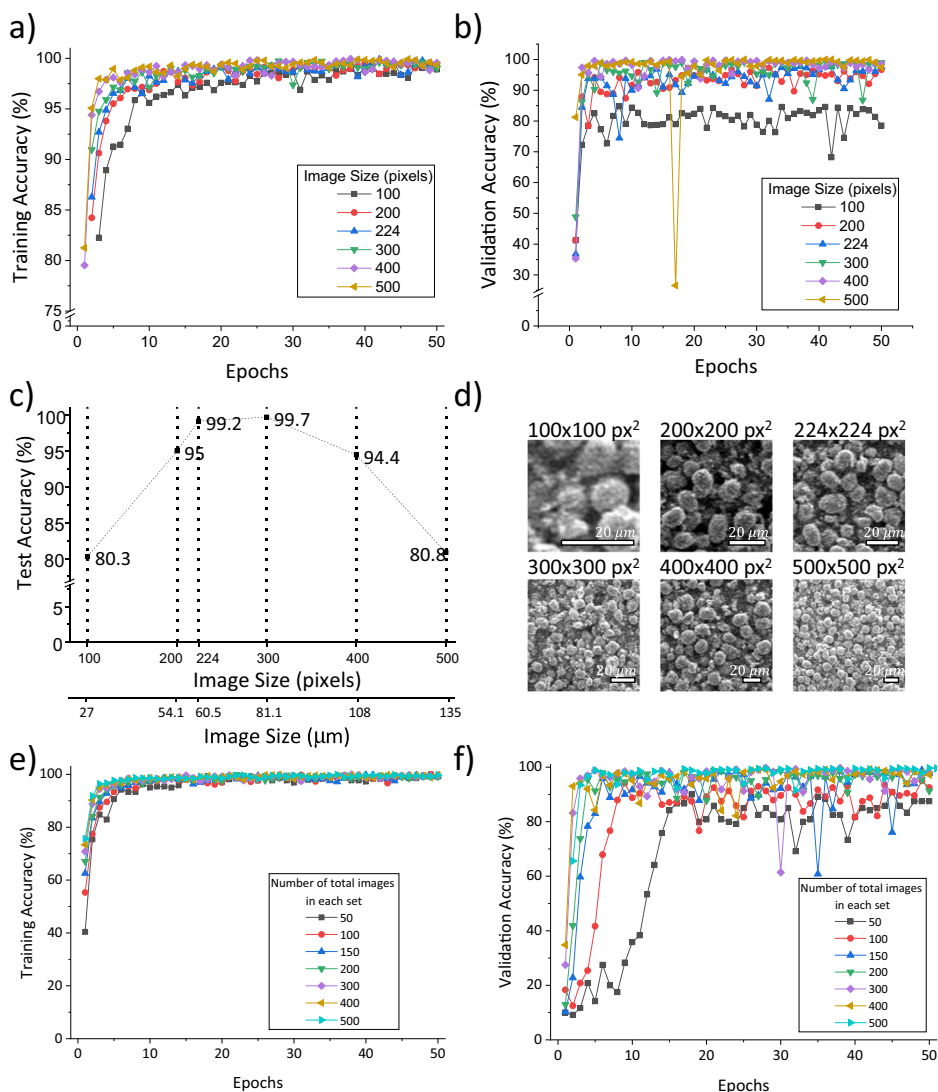 a)
Training Accuracy (%)
100
95
90
85
80
75
0
0 10 20 30 40 50
Epochs
Image Size (pixels)
100
200
224
300
400
500
b)
Validation Accuracy (%)
100
90
80
70
60
50
40
30
0
0 10 20 30 40 50
Epochs
Image Size (pixels)
100
200
224
300
400
500
c)
Test Accuracy (%)
100
95
90
85
80
5
0
80.3
95
99.2
99.7
94.4
80.8
100 200 224 300 400 500
Image Size (pixels)
27 54.1 60.5 81.1 108 135
Image Size (μm)
d)
100x100 px² 200x200 px² 224x224 px²
20 μm 20 μm 20 μm
300x300 px² 400x400 px² 500x500 px²
20 μm 20 μm 20 μm
e)
Training Accuracy (%)
100
80
60
40
20
0
0 10 20 30 40 50
Epochs
Number of total images
in each set
50
100
150
200
300
400
500
f)
Validation Accuracy (%)
100
80
60
40
20
0
0 10 20 30 40 50
Epochs
Number of total images
in each set
50
100
150
200
300
400
500